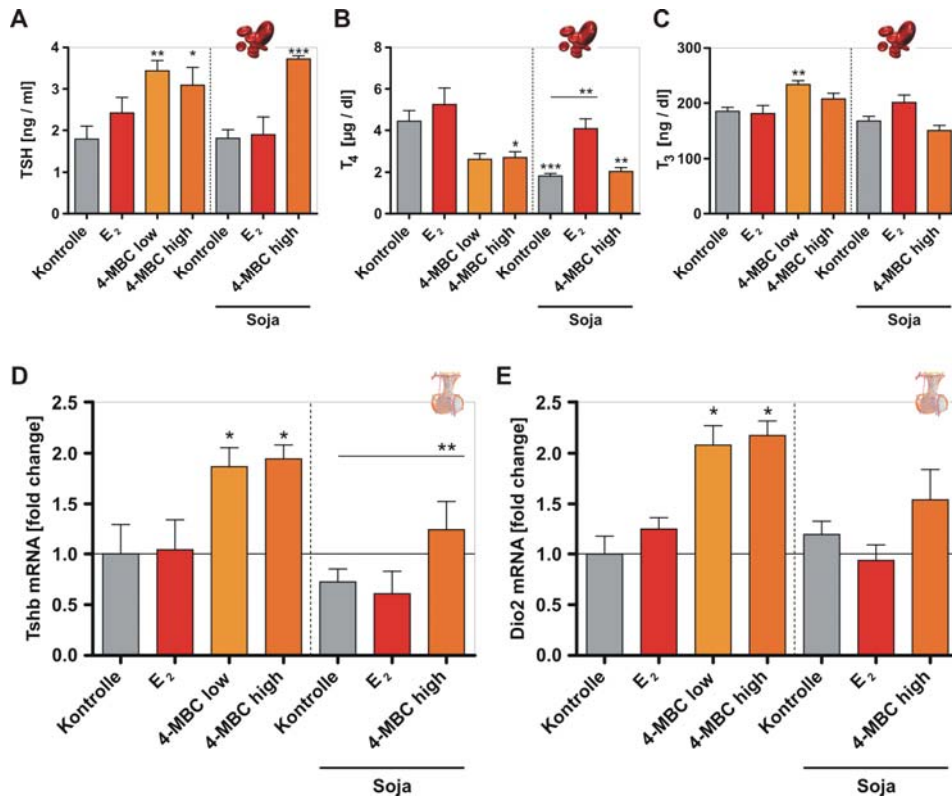 A
TSH [ng / ml]
4
3
2
1
0
**
*
***
Kontrolle
E₂
4-MBC low
4-MBC high
Kontrolle
E₂
4-MBC high
Soja
B
T₄ [µg / dl]
8
6
4
2
0
*
***
**
**
Kontrolle
E₂
4-MBC low
4-MBC high
Kontrolle
E₂
4-MBC high
Soja
C
T₃ [ng / dl]
300
200
100
0
**
Kontrolle
E₂
4-MBC low
4-MBC high
Kontrolle
E₂
4-MBC high
Soja
D
Tshb mRNA [fold change]
2.5
2.0
1.5
1.0
0.5
0.0
*
*
**
Kontrolle
E₂
4-MBC low
4-MBC high
Kontrolle
E₂
4-MBC high
Soja
E
Dio2 mRNA [fold change]
2.5
2.0
1.5
1.0
0.5
0.0
*
*
Kontrolle
E₂
4-MBC low
4-MBC high
Kontrolle
E₂
4-MBC high
Soja